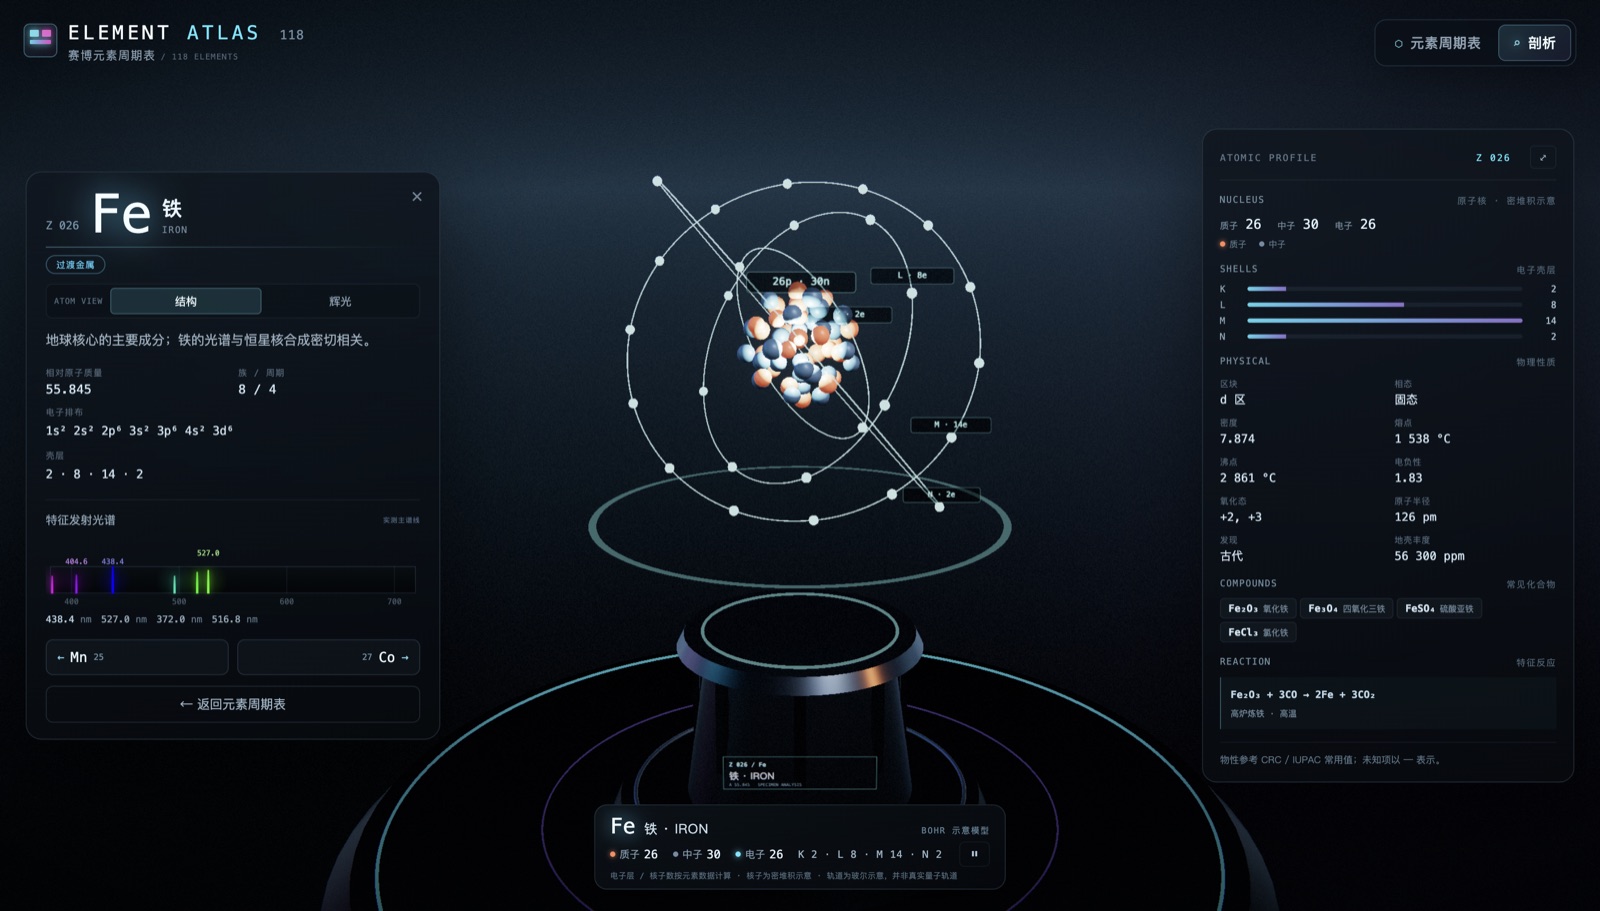 ELEMENT ATLAS 118
赛博元素周期表 / 118 ELEMENTS
元素周期表
剖析
Z 026 Fe 铁
IRON
过渡金属
ATOM VIEW 结构 辉光
地球核心的主要成分；铁的光谱与恒星核合成密切相关。
相对原子质量 族 / 周期
55.845 8 / 4
电子排布
1s² 2s² 2p⁶ 3s² 3p⁶ 4s² 3d⁶
壳层
2 · 8 · 14 · 2
特征发射光谱 实测主谱线
404.6 438.4 527.0
400 500 600 700
438.4 nm 527.0 nm 372.0 nm 516.8 nm
← Mn 25
27 Co →
← 返回元素周期表
26p · 30n
L · 8e
2e
M · 14e
N · 2e
Z 026 / Fe
铁 · IRON
Fe 铁 · IRON BOHR 示意模型
质子 26 中子 30 电子 26 K 2 · L 8 · M 14 · N 2
电子层 / 核子数按元素数据计算 · 核子为密堆积示意 · 轨道为玻尔示意，并非真实量子轨道
ATOMIC PROFILE Z 026
NUCLEUS 原子核 · 密堆积示意
质子 26 中子 30 电子 26
质子 中子
SHELLS 电子壳层
K 2
L 8
M 14
N 2
PHYSICAL 物理性质
区块 相态
d 区 固态
密度 熔点
7.874 1 538 °C
沸点 电负性
2 861 °C 1.83
氧化态 原子半径
+2, +3 126 pm
发现 地壳丰度
古代 56 300 ppm
COMPOUNDS 常见化合物
Fe₂O₃ 氧化铁 Fe₃O₄ 四氧化三铁 FeSO₄ 硫酸亚铁
FeCl₃ 氯化铁
REACTION 特征反应
Fe₂O₃ + 3CO → 2Fe + 3CO₂
高炉炼铁 · 高温
物性参考 CRC / IUPAC 常用值；未知项以 — 表示。